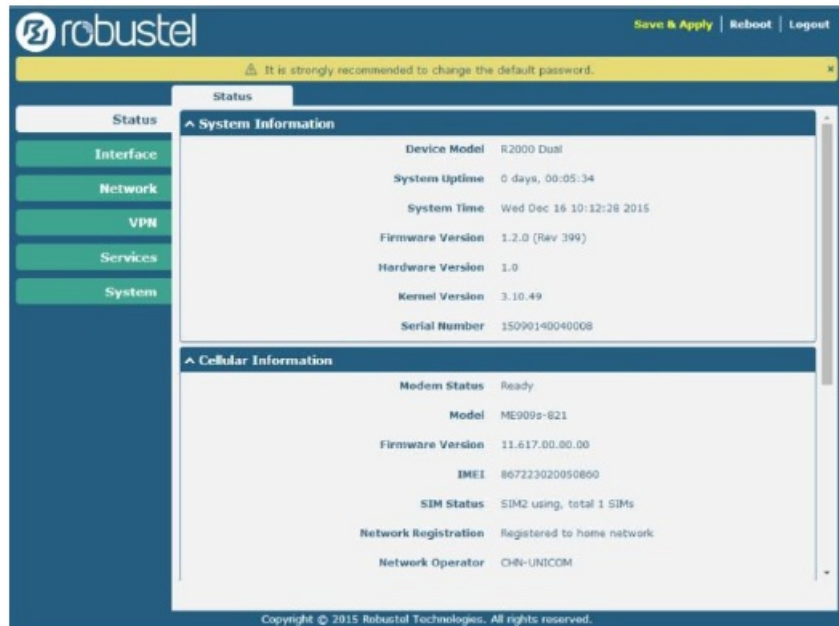 robustel
Save & Apply | Reboot | Logout
It is strongly recommended to change the default password. ×
Status
Status
Interface
Network
VPN
Services
System
System Information
Device Model R2000 Dual
System Uptime 0 days, 00:05:34
System Time Wed Dec 16 10:12:28 2015
Firmware Version 1.2.0 (Rev 399)
Hardware Version 1.0
Kernel Version 3.10.49
Serial Number 15090140040008
Cellular Information
Modem Status Ready
Model ME909s-821
Firmware Version 11.617.00.00.00
IMEI 867223020050860
SIM Status SIM2 using, total 1 SIMs
Network Registration Registered to home network
Network Operator CHN-UNICOM
Copyright © 2015 Robustel Technologies. All rights reserved.